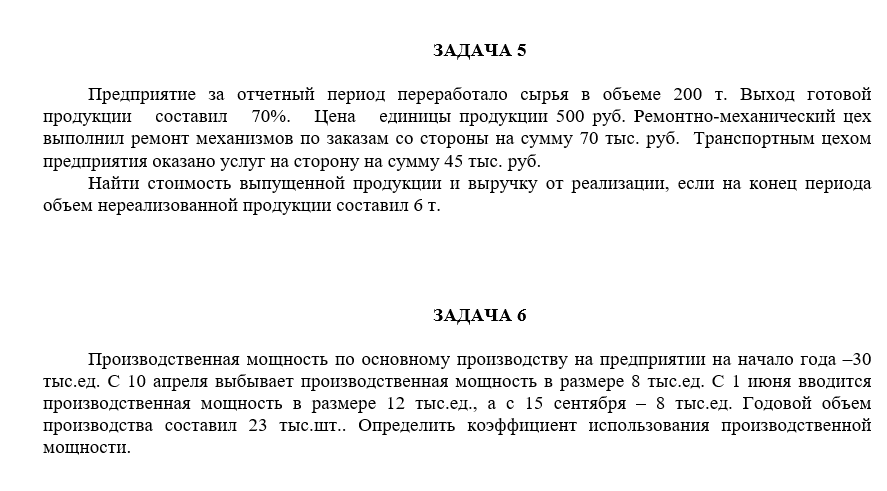 ЗАДАЧА 5
Предприятие за отчетный период переработало сырья в объеме 200 т. Выход готовой
продукции составил 70%. Цена единицы продукции 500 руб. Ремонтно-механический цех
выполнил ремонт механизмов по заказам со стороны на сумму 70 тыс. руб. Транспортным цехом
предприятия оказано услуг на сторону на сумму 45 тыс. руб.
Найти стоимость выпущенной продукции и выручку от реализации, если на конец периода
объем нереализованной продукции составил 6 т.
ЗАДАЧА 6
Производственная мощность по основному производству на предприятии на начало года –30
тыс.ед. С 10 апреля выбывает производственная мощность в размере 8 тыс.ед. С 1 июня вводится
производственная мощность в размере 12 тыс.ед., а с 15 сентября – 8 тыс.ед. Годовой объем
производства составил 23 тыс.шт.. Определить коэффициент использования производственной
мощности.